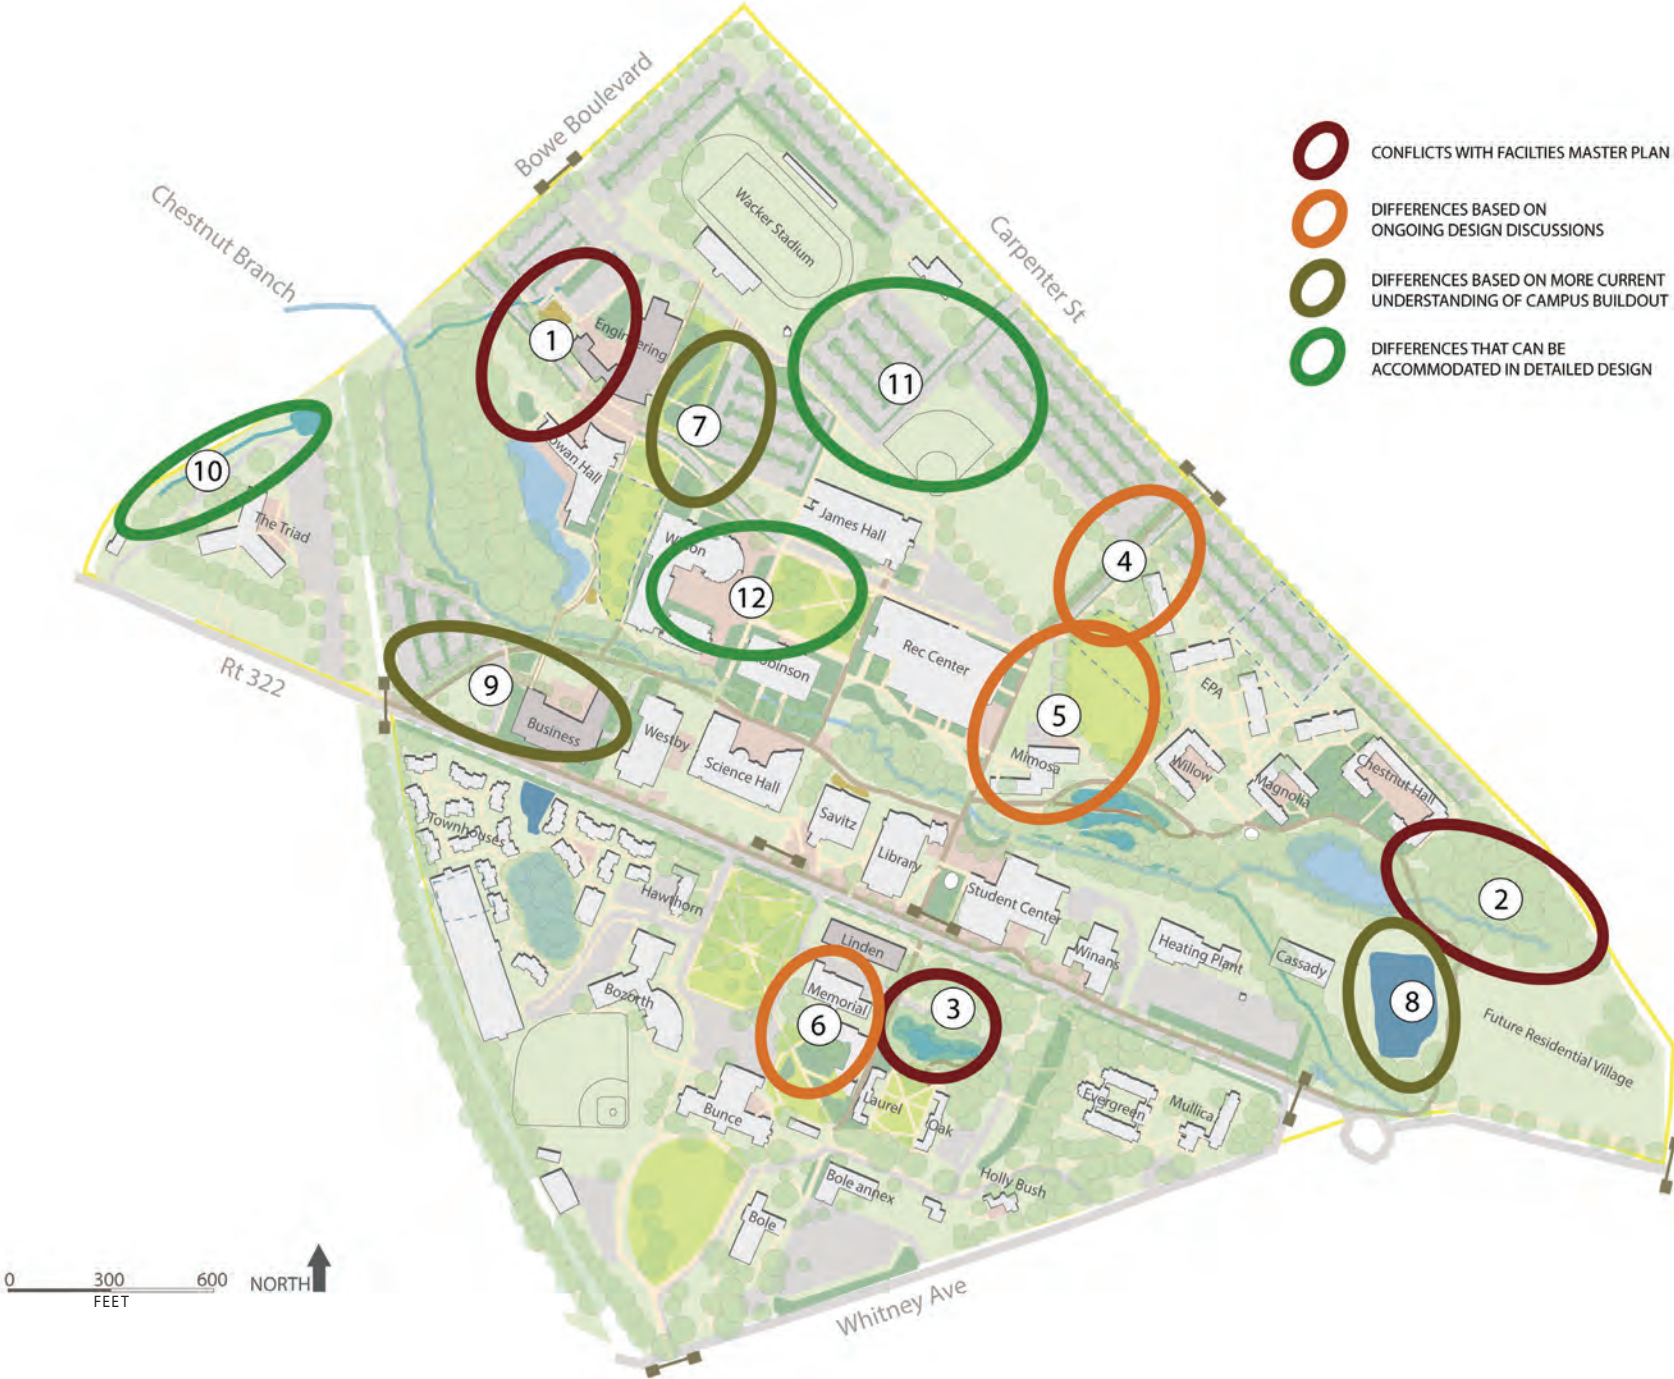 Bowe Boulevard
Chestnut Branch
Carpenter St
Rt 322
Whitney Ave
CONFLICTS WITH FACILTIES MASTER PLAN
DIFFERENCES BASED ON
ONGOING DESIGN DISCUSSIONS
DIFFERENCES BASED ON MORE CURRENT
UNDERSTANDING OF CAMPUS BUILDOUT
DIFFERENCES THAT CAN BE
ACCOMMODATED IN DETAILED DESIGN
Wacker Stadium
Engineering
1
11
7
10
owan Hall
The Triad
James Hall
4
12
obinson
Rec Center
EPA
9
Business
5
Westby
Science Hall
Mimosa
Willow
Magnolia
Chestnut Hall
Townhouses
Savitz
Library
Student Center
2
Hawthorn
Linden
Winans
Heating Plant
Cassady
Bozorth
Memorial
6
3
8
Future Residential Village
Bunce
Laurel
Oak
Evergreen
Mullica
Bole annex
Holly Bush
Bole
0 300 600
FEET
NORTH